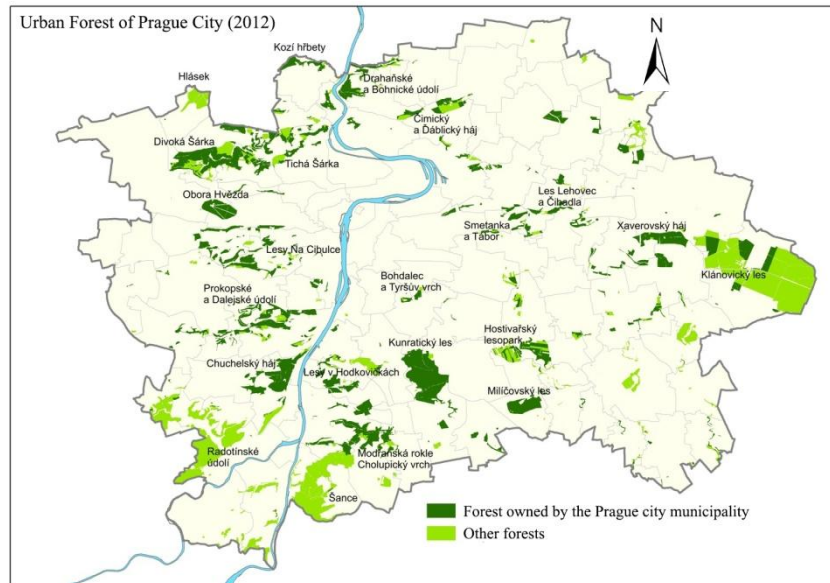 Urban Forest of Prague City (2012)
N
Kozí hřbety
Hlásek
Drahaňské
a Bohnické údolí
Čimický
a Ďáblický háj
Divoká Šárka
Tichá Šárka
Obora Hvězda
Les Lehovec
a Čihadla
Smetanka
a Tábor
Xaverovský háj
Lesy Na Cibulce
Klánovický les
Bohdalec
a Tyršův vrch
Prokopské
a Dalejské údolí
Hostivařský
lesopark
Kunratický les
Chuchelský háj
Lesy v Hodkovičkách
Milíčovský les
Radotínské
údolí
Modřanská rokle
Cholupický vrch
Šance
Forest owned by the Prague city municipality
Other forests